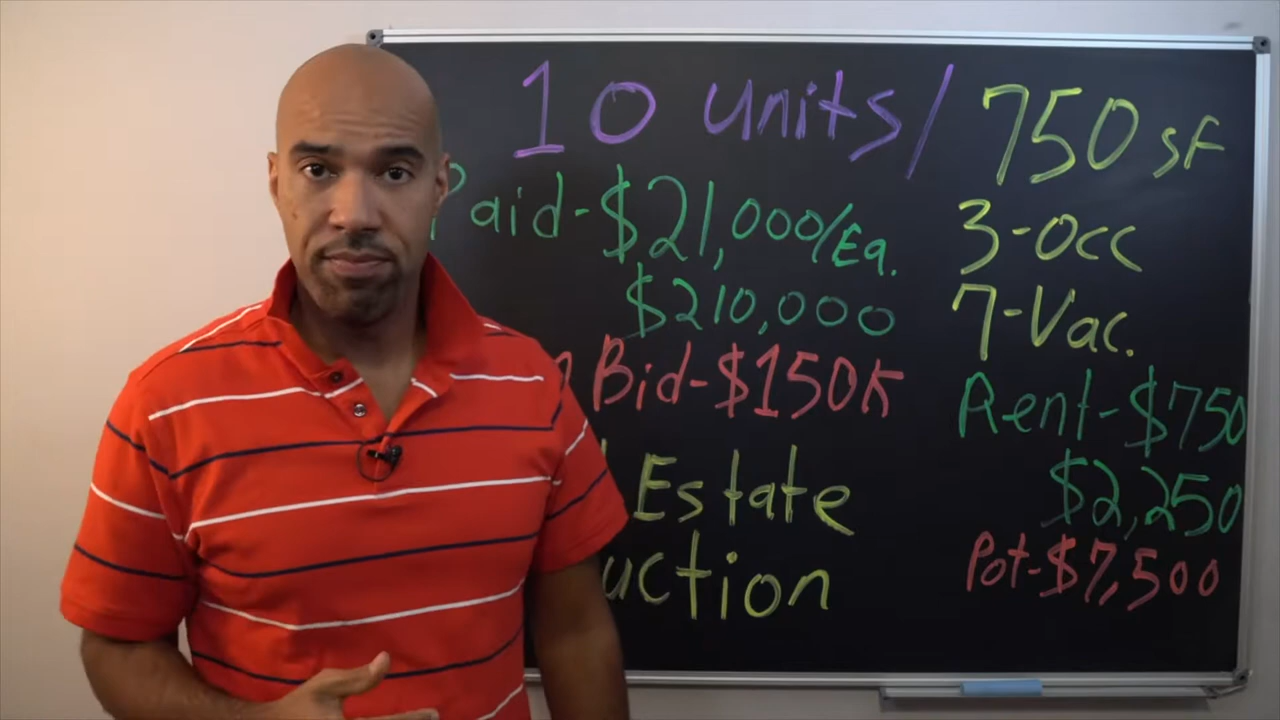 10 units/ 750 sf
Paid-$21,000/Ea.
$210,000
Bid-$150K
Estate
uction
3-Occ
7-Vac.
Rent-$750
$2,250
Pot-$7,500